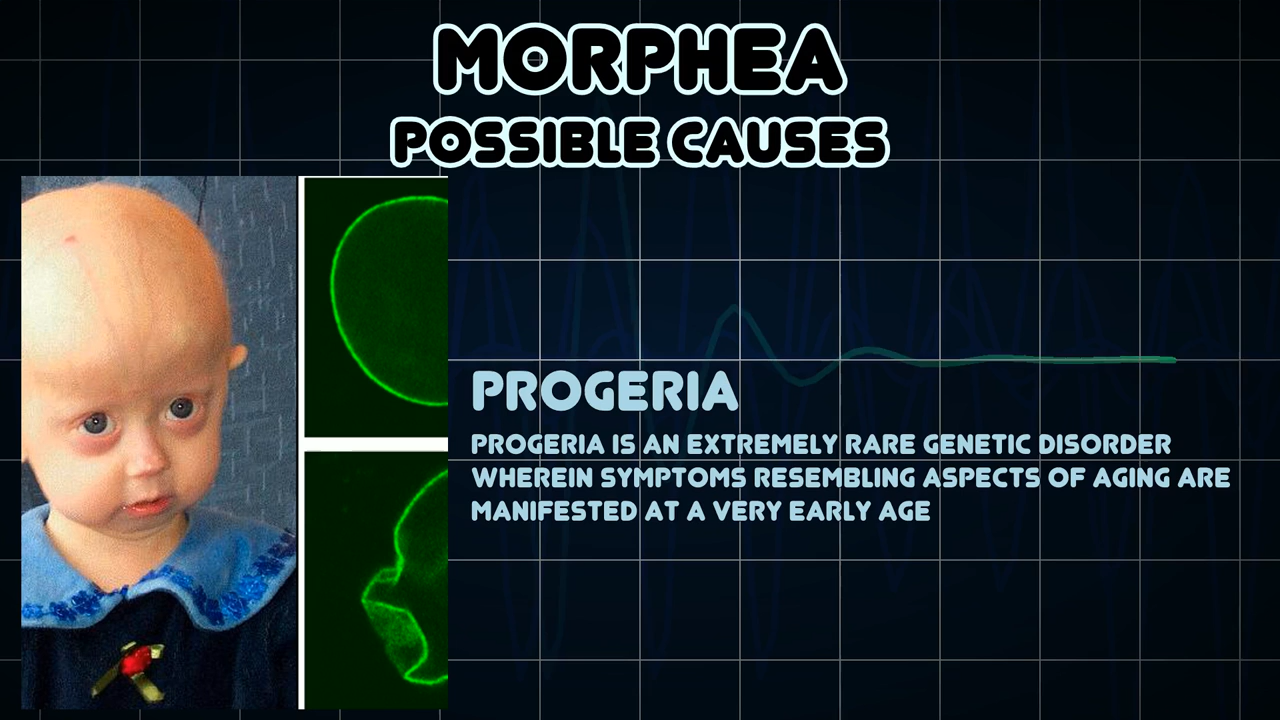 MORPHEA
POSSIBLE CAUSES
PROGERIA
PROGERIA IS AN EXTREMELY RARE GENETIC DISORDER
WHEREIN SYMPTOMS RESEMBLING ASPECTS OF AGING ARE
MANIFESTED AT A VERY EARLY AGE